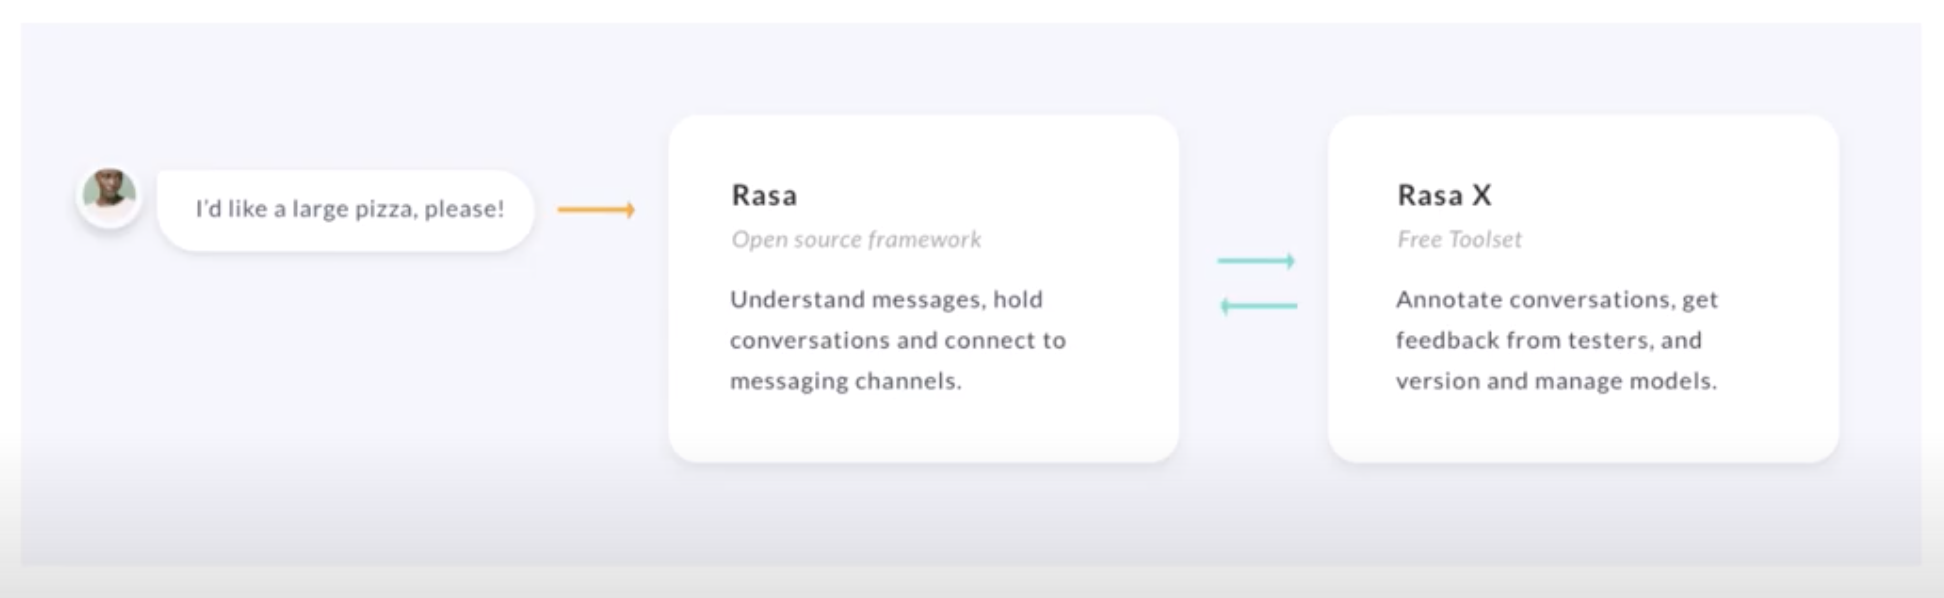 I'd like a large pizza, please!
Rasa
Open source framework
Understand messages, hold
conversations and connect to
messaging channels.
Rasa X
Free Toolset
Annotate conversations, get
feedback from testers, and
version and manage models.